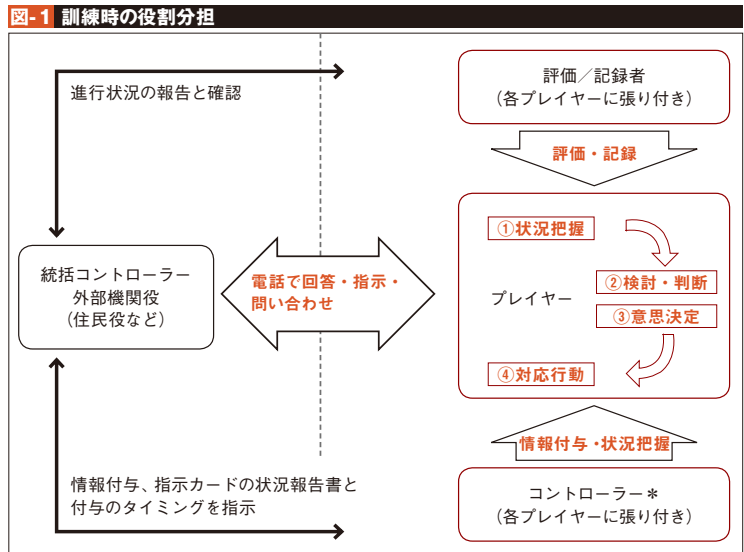 図-1 訓練時の役割分担
進行状況の報告と確認
評価／記録者
（各プレイヤーに張り付き）
評価・記録
統括コントローラー
外部機関役
（住民役など）
電話で回答・指示・
問い合わせ
プレイヤー
①状況把握
②検討・判断
③意思決定
④対応行動
情報付与・状況把握
情報付与、指示カードの状況報告書と
付与のタイミングを指示
コントローラー＊
（各プレイヤーに張り付き）